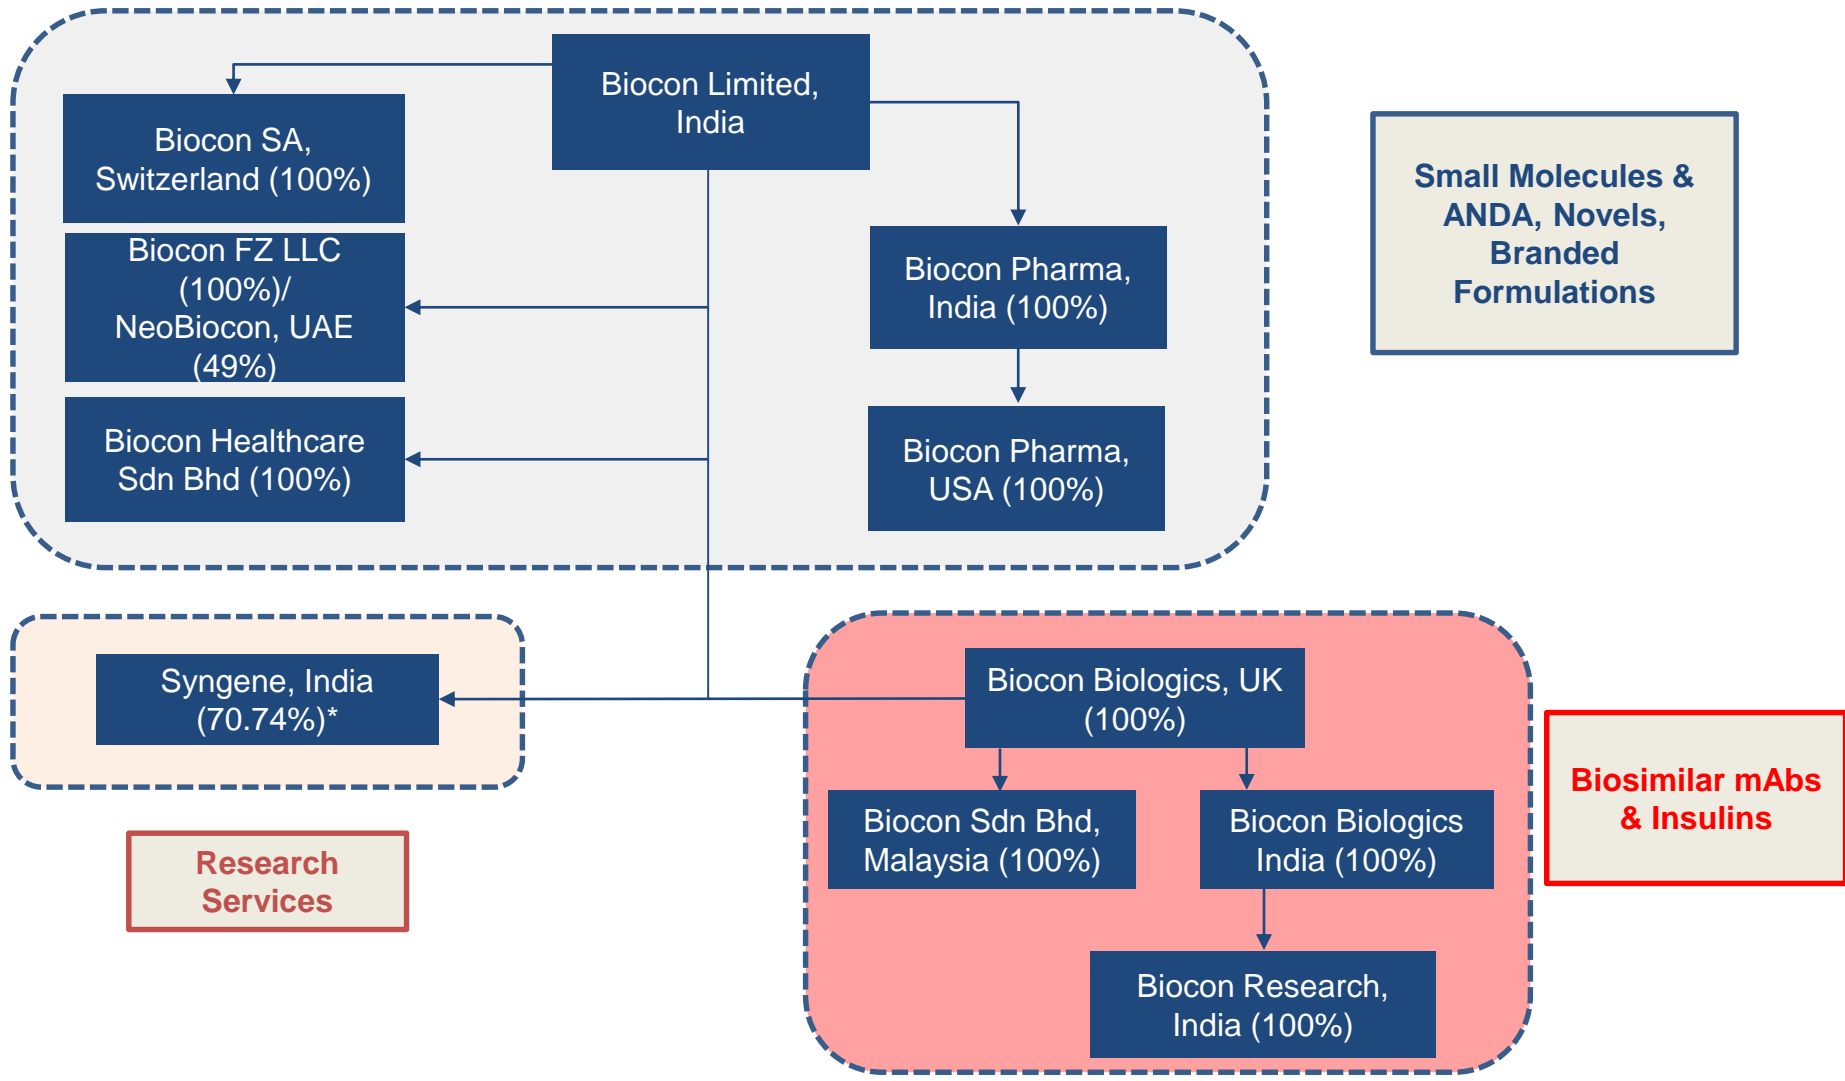 Biocon Limited,
India
Biocon SA,
Switzerland (100%)
Biocon FZ LLC
(100%)/
NeoBiocon, UAE
(49%)
Biocon Healthcare
Sdn Bhd (100%)
Biocon Pharma,
India (100%)
Biocon Pharma,
USA (100%)
Small Molecules &
ANDA, Novels,
Branded
Formulations
Syngene, India
(70.74%)*
Research
Services
Biocon Biologics, UK
(100%)
Biocon Sdn Bhd,
Malaysia (100%)
Biocon Biologics
India (100%)
Biocon Research,
India (100%)
Biosimilar mAbs
& Insulins